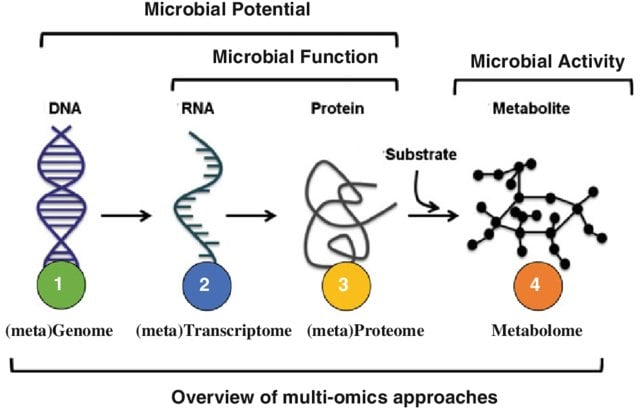 Microbial Potential
Microbial Function
Microbial Activity
DNA
RNA
Protein
Metabolite
Substrate
1
2
3
4
(meta)Genome
(meta)Transcriptome
(meta)Proteome
Metabolome
Overview of multi-omics approaches